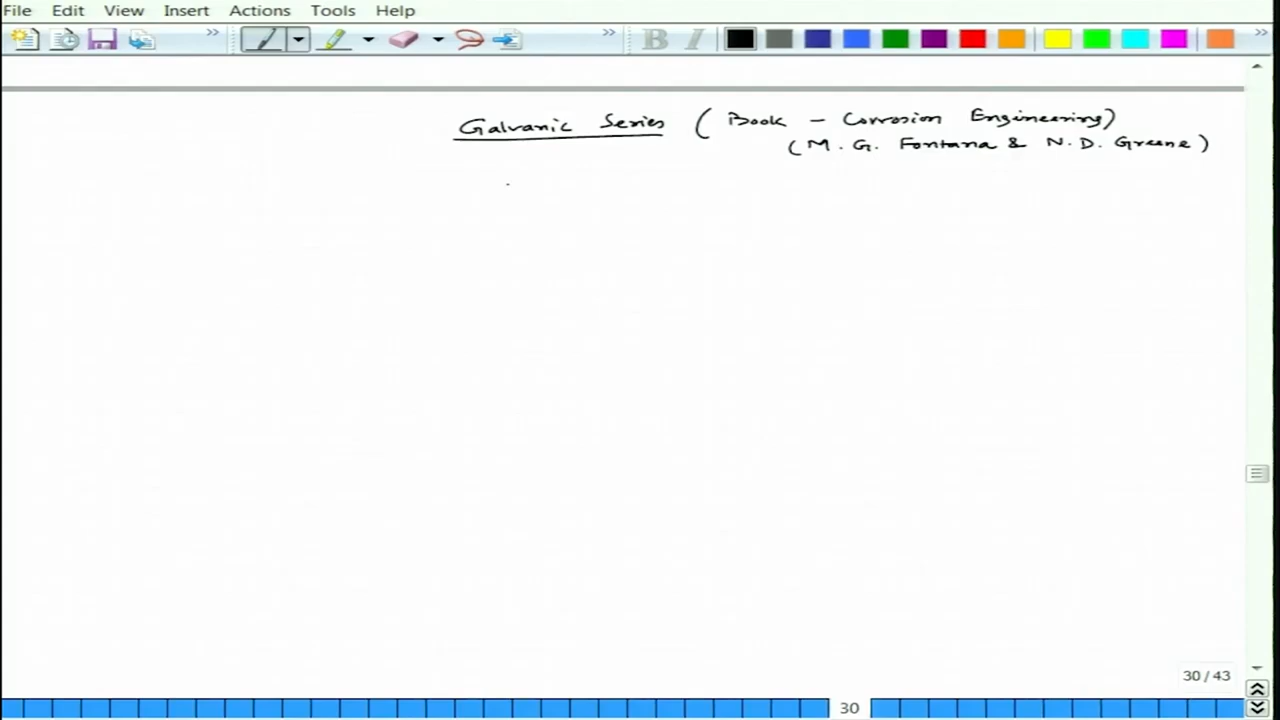 File Edit View Insert Actions Tools Help
B I
Galvanic Series ( Book - Corrosion Engineering)
(M. G. Fontana & N. D. Greene)
30 / 43
30